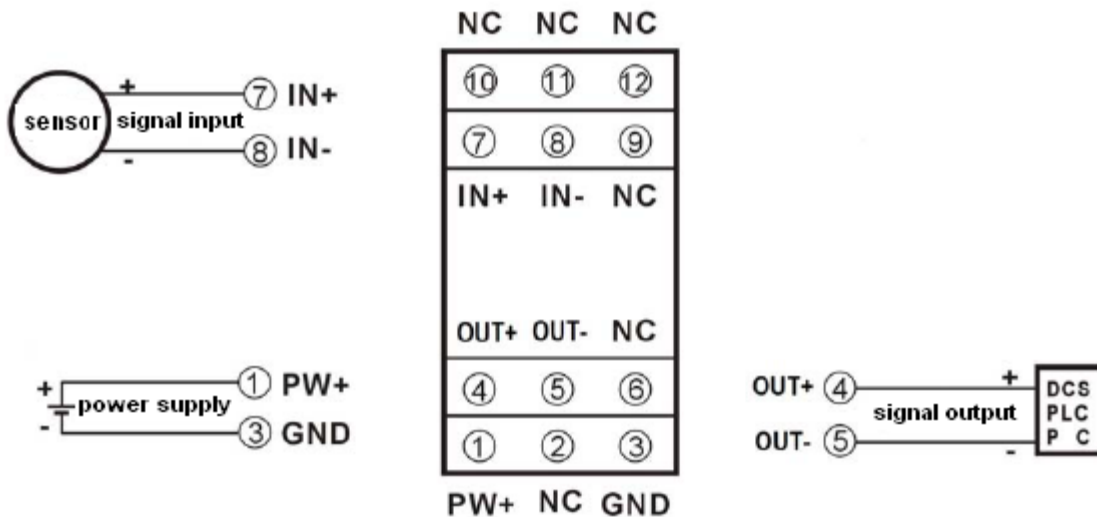 NC NC NC
⑩ ⑪ ⑫
+ ⑦ IN+
sensor signal input
- ⑧ IN-
⑦ ⑧ ⑨
IN+ IN- NC
OUT+ OUT- NC
④ ⑤ ⑥
① ② ③
PW+ NC GND
+ ① PW+
power supply
- ③ GND
OUT+ ④ +
signal output
OUT- ⑤ -
DCS
PLC
P C